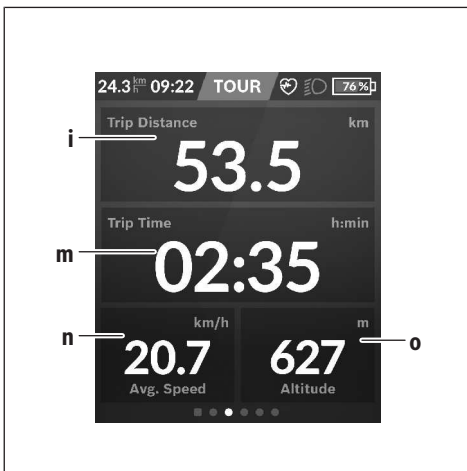 24.3 km/h 09:22 TOUR 76 %
Trip Distance km
i
53.5
Trip Time h:min
m
02:35
km/h m
n
o
20.7 627
Avg. Speed Altitude